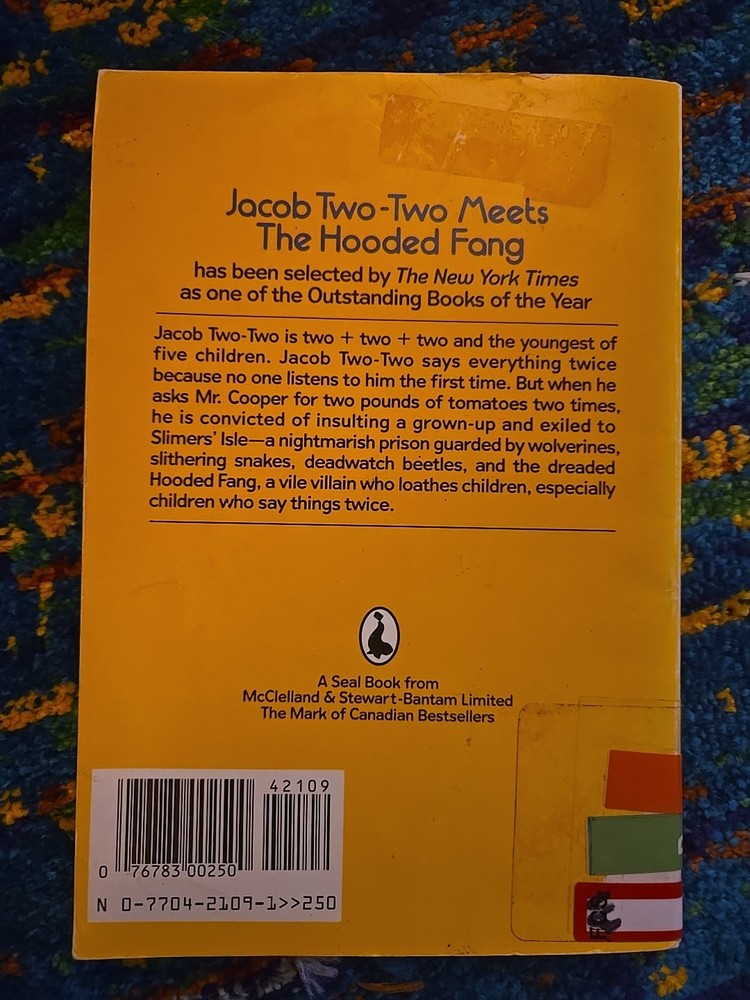 Jacob Two-Two Meets
The Hooded Fang
has been selected by The New York Times
as one of the Outstanding Books of the Year
Jacob Two-Two is two + two + two and the youngest of
five children. Jacob Two-Two says everything twice
because no one listens to him the first time. But when he
asks Mr. Cooper for two pounds of tomatoes two times,
he is convicted of insulting a grown-up and exiled to
Slimers' Isle—a nightmarish prison guarded by wolverines,
slithering snakes, deadwatch beetles, and the dreaded
Hooded Fang, a vile villain who loathes children, especially
children who say things twice.
A Seal Book from
McClelland & Stewart-Bantam Limited
The Mark of Canadian Bestsellers
42109
0 76783 00250
N 0-7704-2109-1>>250